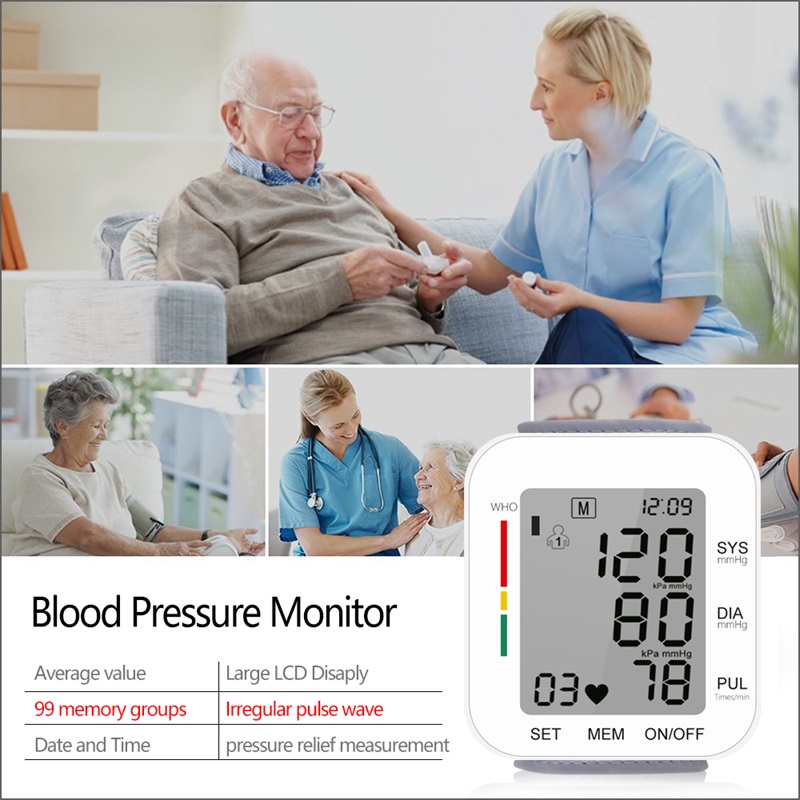 WHO
M
12:09
1
120
SYS
mmHg
kPa mmHg
80
DIA
mmHg
kPa mmHg
03
78
PUL
Times/min
SET MEM ON/OFF
Blood Pressure Monitor
Average value
Large LCD Disaply
99 memory groups
Irregular pulse wave
Date and Time
pressure relief measurement